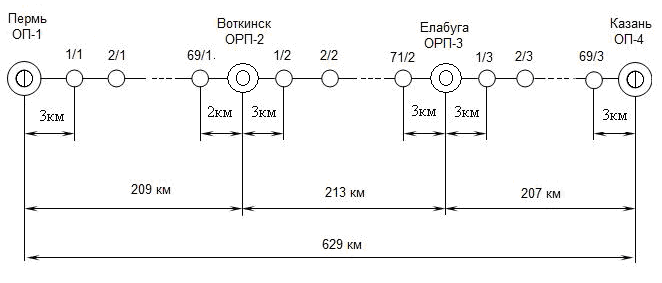 Пермь
ОП-1
Воткинск
ОРП-2
Елабуга
ОРП-3
Казань
ОП-4
1/1
2/1
69/1.
1/2
2/2
71/2
1/3
2/3
69/3
3км
2км
3км
3км
3км
3км
209 км
213 км
207 км
629 км